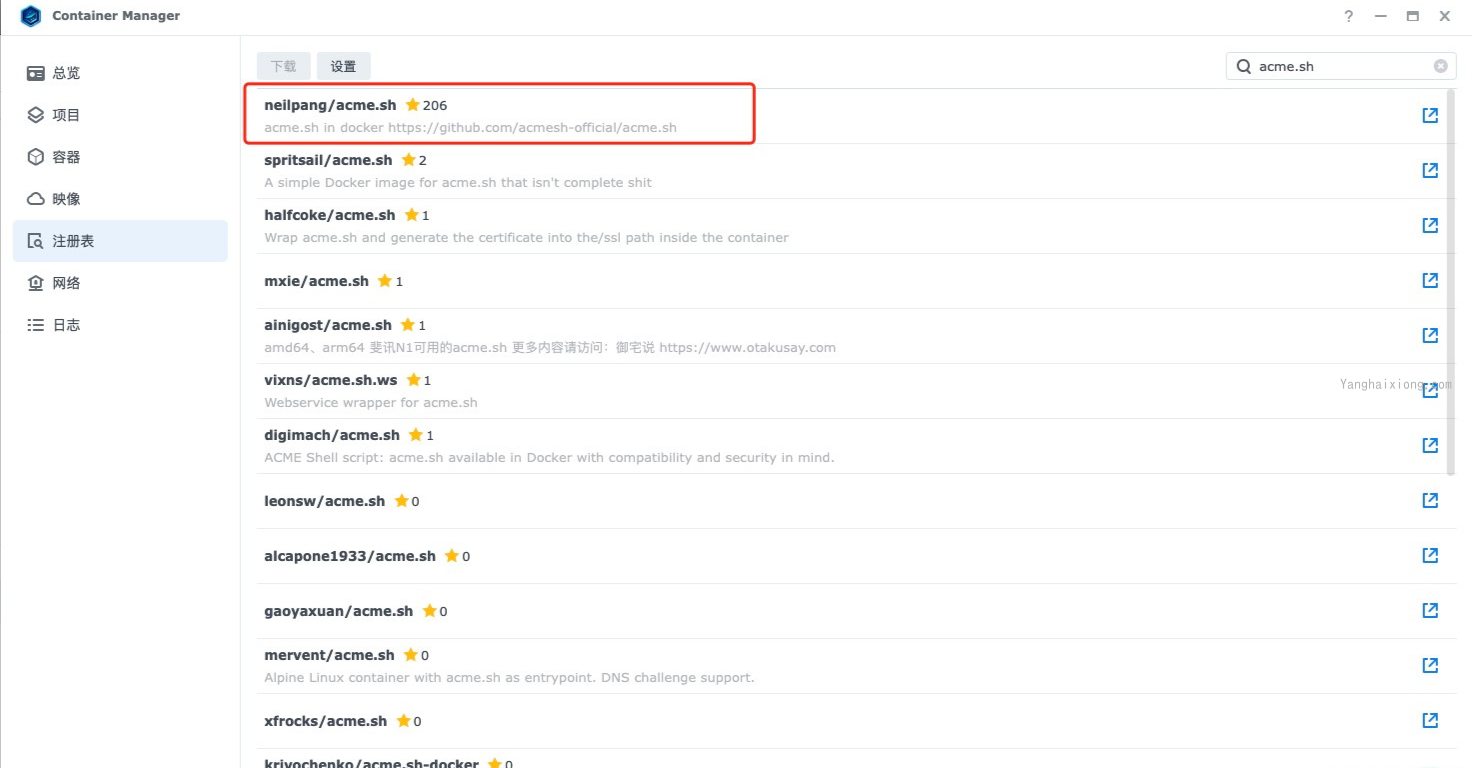 Container Manager
总览
项目
容器
映像
注册表
网络
日志
下载 设置
acme.sh
neilpang/acme.sh 206
acme.sh in docker https://github.com/acmesh-official/acme.sh
spritsail/acme.sh 2
A simple Docker image for acme.sh that isn't complete shit
halfcoke/acme.sh 1
Wrap acme.sh and generate the certificate into the/ssl path inside the container
mxie/acme.sh 1
ainigost/acme.sh 1
amd64、arm64 斐讯N1可用的acme.sh 更多内容请访问：御宅说 https://www.otakusay.com
vixns/acme.sh.ws 1
Webservice wrapper for acme.sh
Yanghaixiong.com
digimach/acme.sh 1
ACME Shell script: acme.sh available in Docker with compatibility and security in mind.
leonsw/acme.sh 0
alcapone1933/acme.sh 0
gaoyaxuan/acme.sh 0
mervent/acme.sh 0
Alpine Linux container with acme.sh as entrypoint. DNS challenge support.
xfrocks/acme.sh 0
krivochenko/acme.sh-docker 0